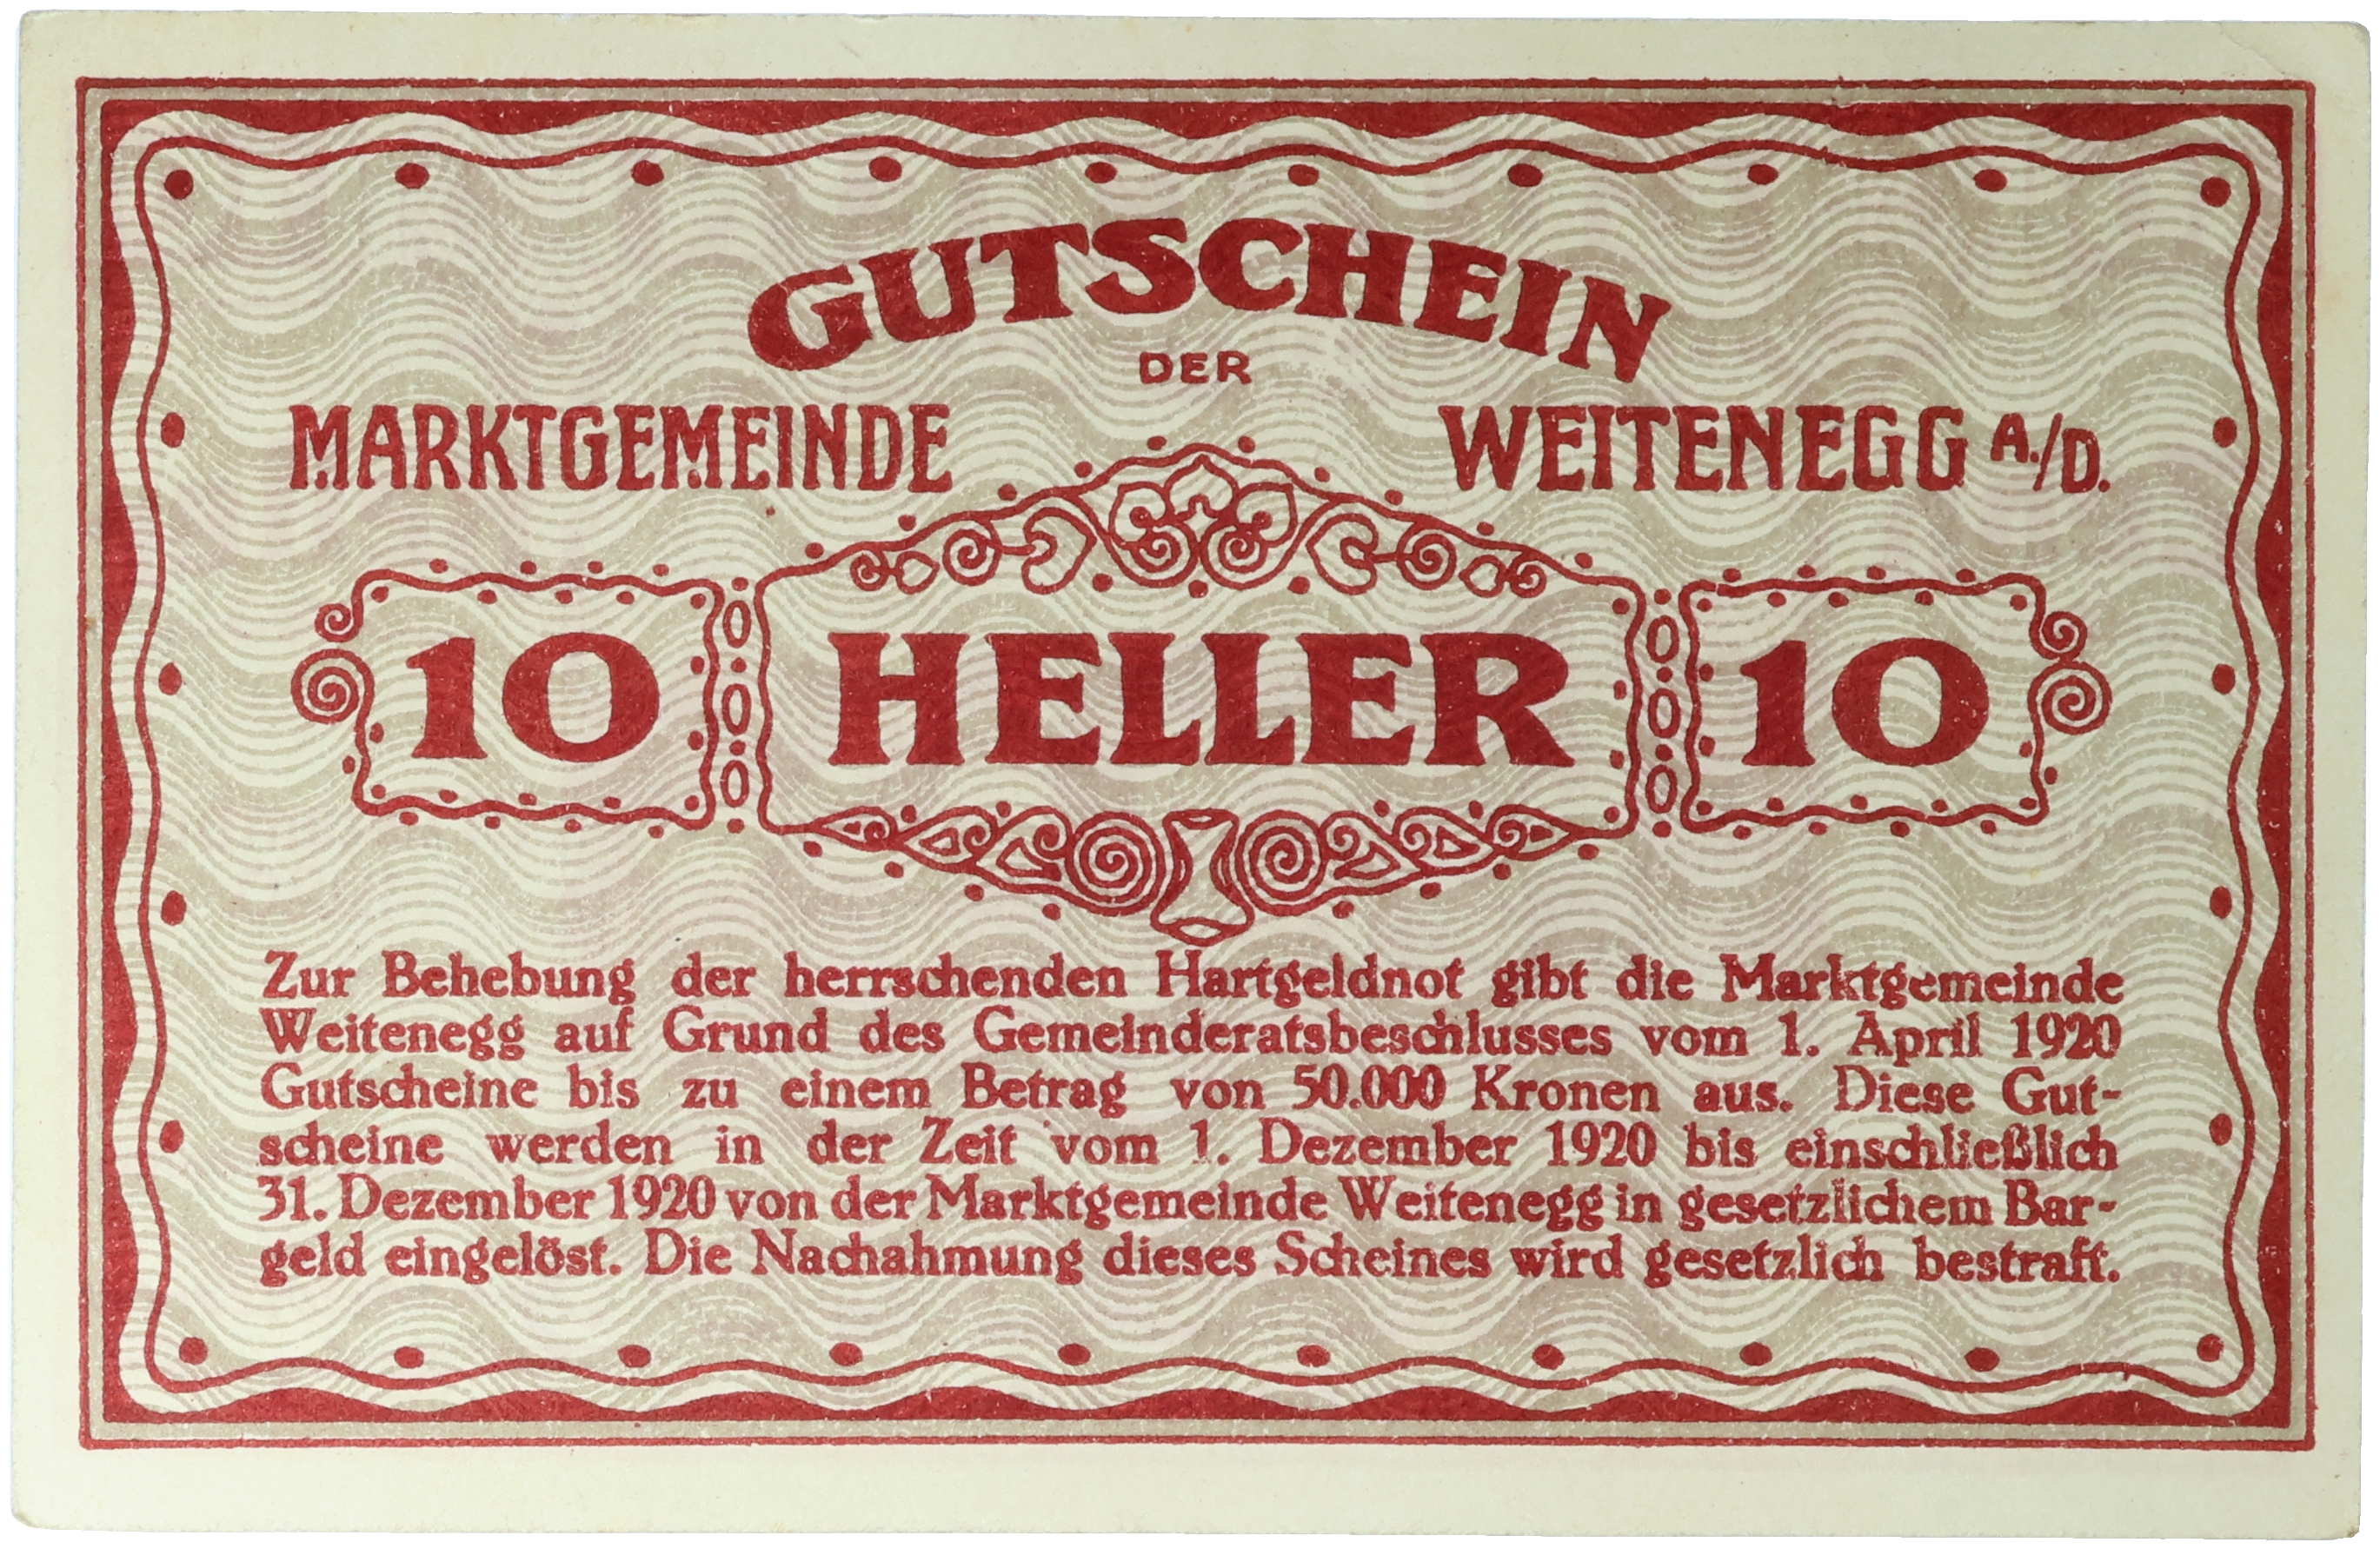 GUTSCHEIN
DER
MARKTGEMEINDE WEITENEGG A./D.
10 HELLER 10
Zur Behebung der herrschenden Hartgeldnot gibt die Marktgemeinde
Weitenegg auf Grund des Gemeinderatsbeschlusses vom 1. April 1920
Gutscheine bis zu einem Betrag von 50.000 Kronen aus. Diese Gut-
scheine werden in der Zeit vom 1. Dezember 1920 bis einschließlich
31. Dezember 1920 von der Marktgemeinde Weitenegg in gesetzlichem Bar-
geld eingelöst. Die Nachahmung dieses Scheines wird gesetzlich bestraft.